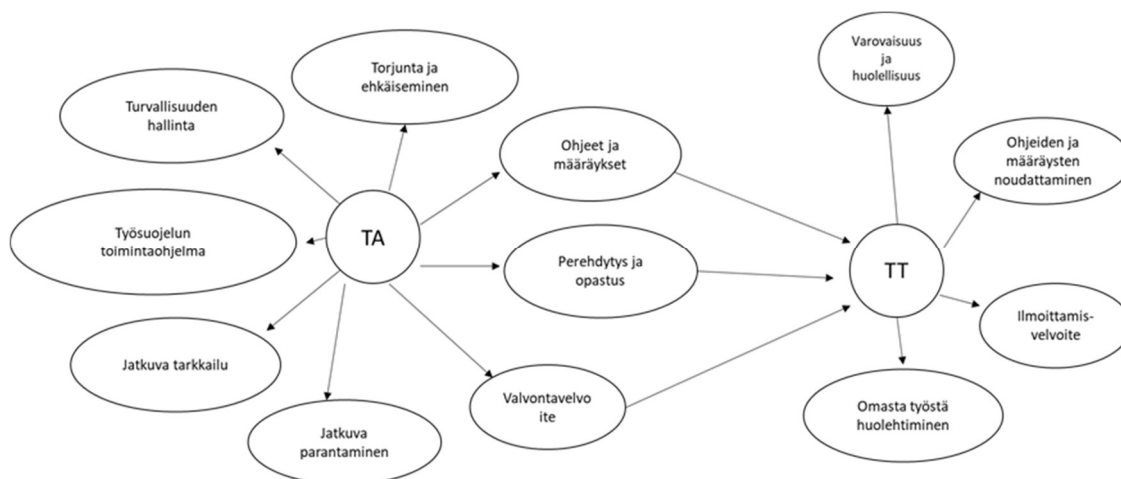 Varovaisuus
ja
huolellisuus
Torjunta ja
ehkäiseminen
Turvallisuuden
hallinta
Ohjeet ja
määräykset
Ohjeiden ja
määräysten
noudattaminen
Työsuojelun
toimintaohjelma
TA
Perehdytys ja
opastus
TT
Ilmoittamis-
velvoite
Jatkuva tarkkailu
Valvontavelvo
ite
Omasta työstä
huolehtiminen
Jatkuva
parantaminen